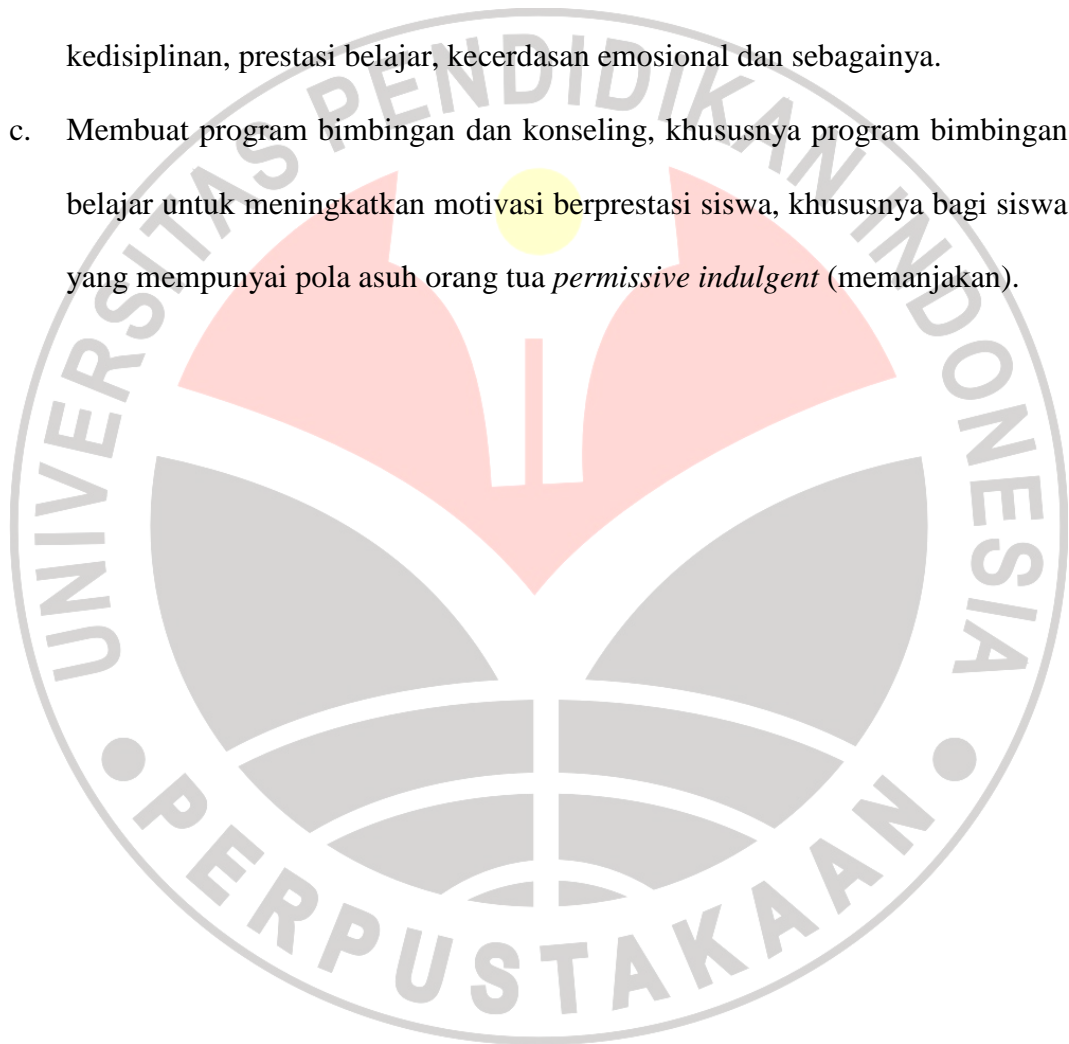 kedisiplinan, prestasi belajar, kecerdasan emosional dan sebagainya.
c. Membuat program bimbingan dan konseling, khususnya program bimbingan
belajar untuk meningkatkan motivasi berprestasi siswa, khususnya bagi siswa
yang mempunyai pola asuh orang tua permissive indulgent (memanjakan).
UNIVERSITAS PENDIDIKAN INDONESIA
PERPUSTAKAAN